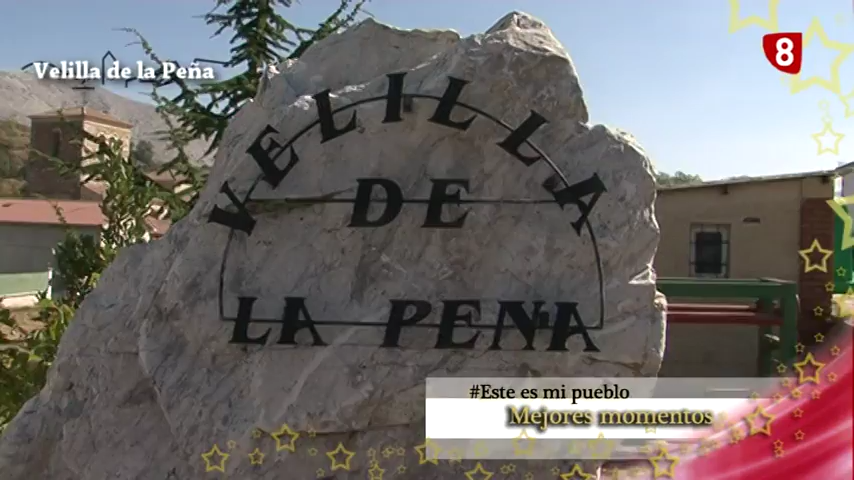 Velilla de la Peña
8
VELILLA
DE
LA PEÑA
#Este es mi pueblo
Mejores momentos